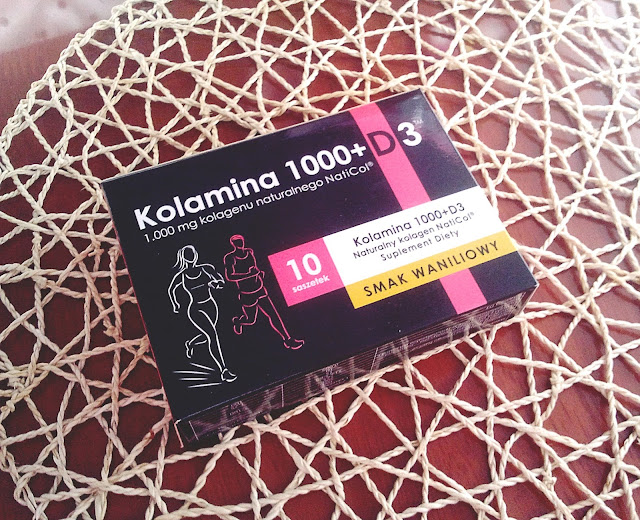 Kolamina 1000+D3™
1.000 mg kolagenu naturalnego NatiCol®
10
saszetek
Kolamina 1000+D3
Naturalny kolagen NatiCol®
Suplement Diety
SMAK WANILIOWY